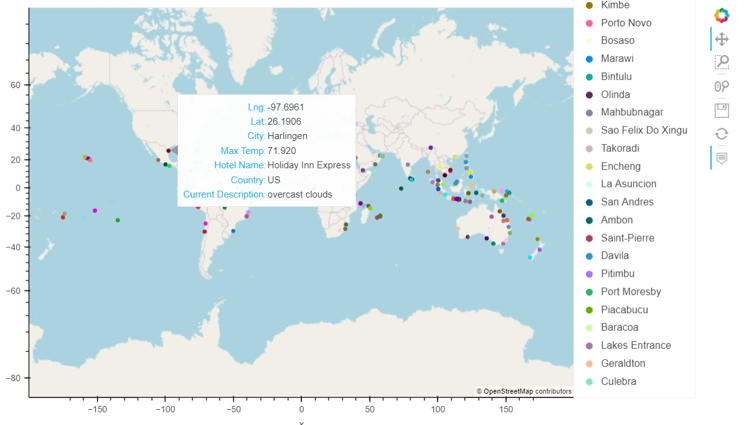 Kimbe
Porto Novo
Bosaso
Marawi
Bintulu
Olinda
Mahbubnagar
Sao Felix Do Xingu
Takoradi
Encheng
La Asuncion
San Andres
Ambon
Saint-Pierre
Davila
Pitimbu
Port Moresby
Piacabucu
Baracoa
Lakes Entrance
Geraldton
Culebra
60
40
20
0
−20
−40
−60
−80
Lng: -97.6961
Lat: 26.1906
City: Harlingen
Max Temp: 71.920
Hotel Name: Holiday Inn Express
Country: US
Current Description: overcast clouds
© OpenStreetMap contributors
−150
−100
−50
0
50
100
150
x